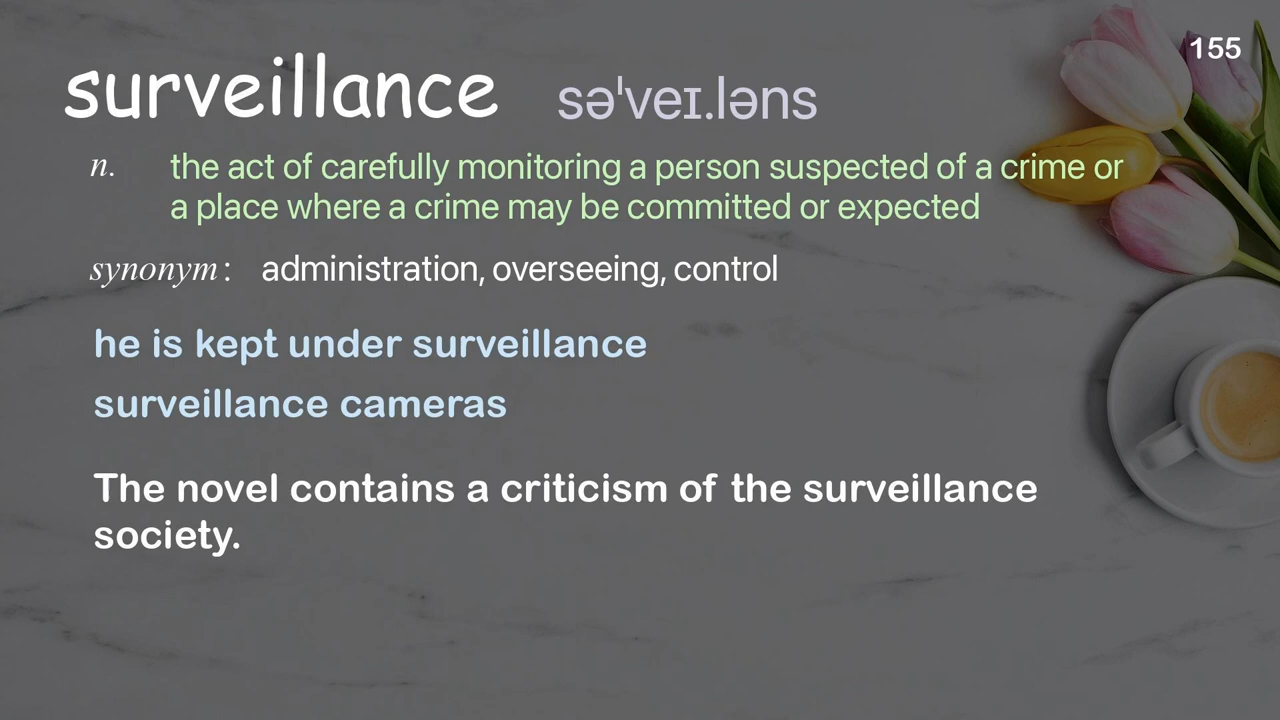 155
surveillance səˈveɪ.ləns
n. the act of carefully monitoring a person suspected of a crime or
a place where a crime may be committed or expected
synonym : administration, overseeing, control
he is kept under surveillance
surveillance cameras
The novel contains a criticism of the surveillance
society.